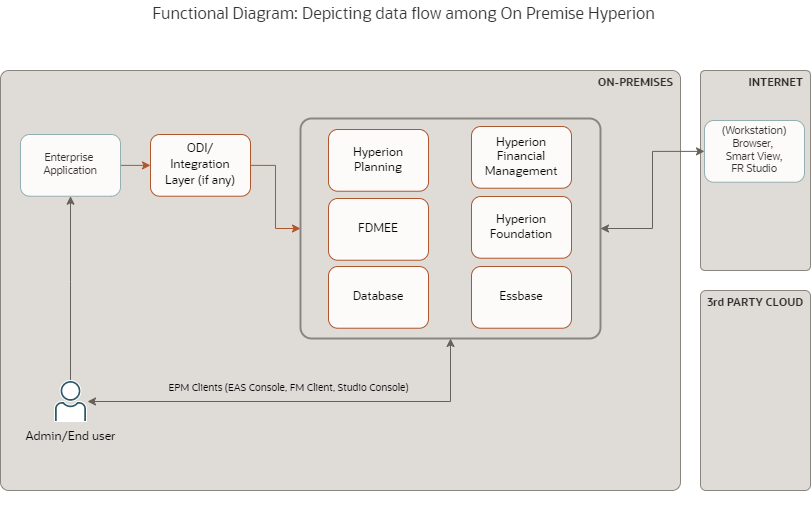 Functional Diagram: Depicting data flow among On Premise Hyperion
ON-PREMISES
INTERNET
Enterprise
Application
ODI/
Integration
Layer (if any)
Hyperion
Planning
Hyperion
Financial
Management
(Workstation)
Browser,
Smart View,
FR Studio
FDMEE
Hyperion
Foundation
Database
Essbase
3rd PARTY CLOUD
EPM Clients (EAS Console, FM Client, Studio Console)
Admin/End user